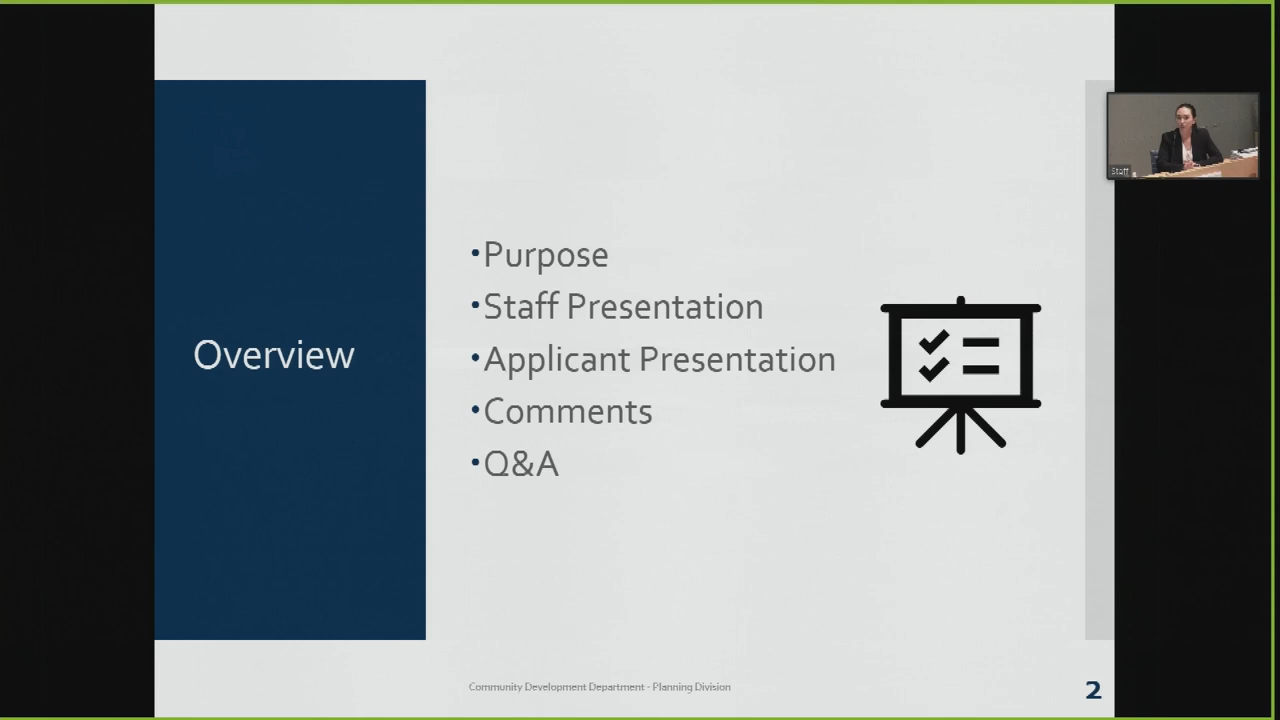 Overview
•Purpose
•Staff Presentation
•Applicant Presentation
•Comments
•Q&A
Staff
Community Development Department - Planning Division
2